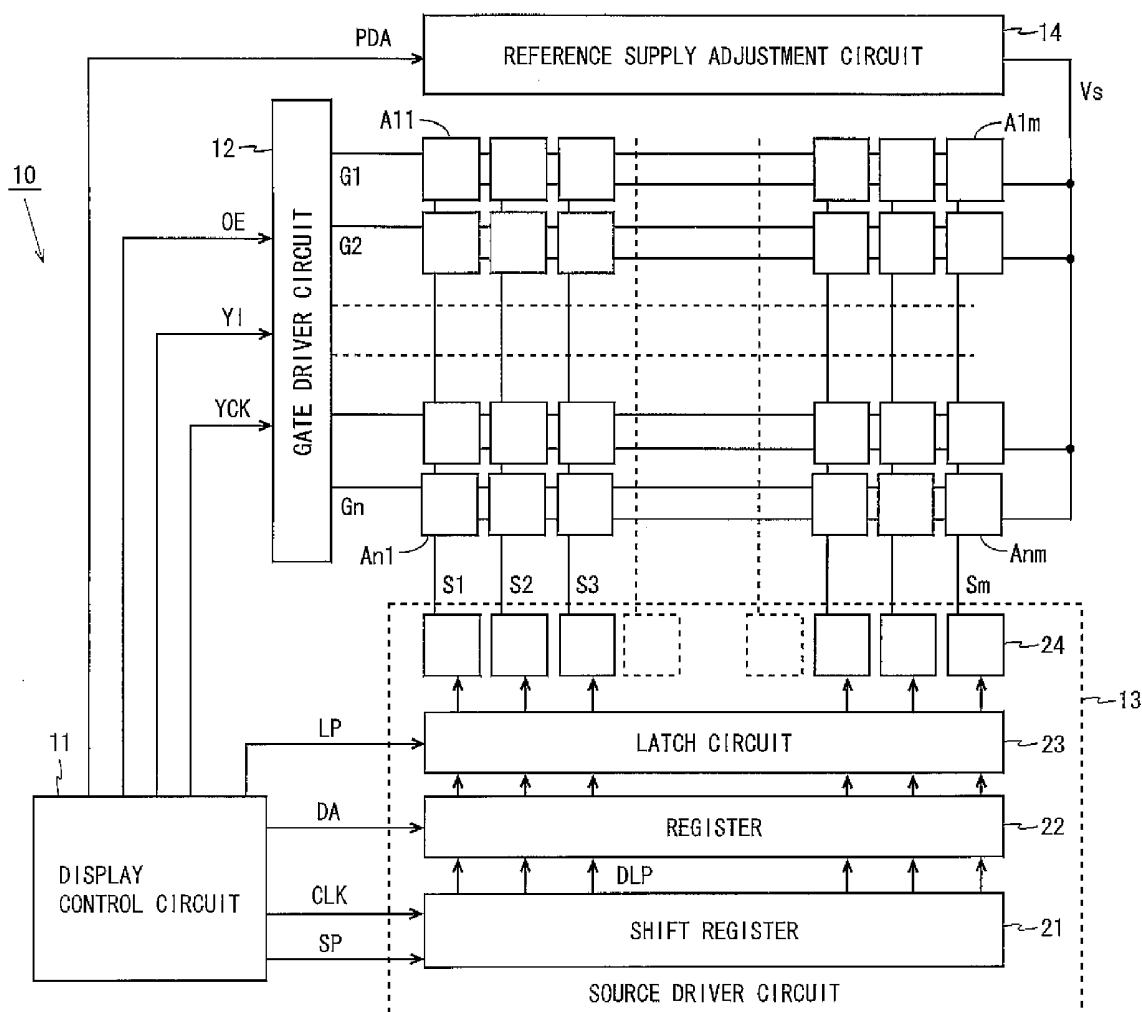 PDA
REFERENCE SUPPLY ADJUSTMENT CIRCUIT
14
Vs
A11
A1m
12
10
G1
OE
G2
GATE DRIVER CIRCUIT
YI
YCK
Gn
An1
Anm
S1
S2
S3
Sm
24
13
LP
LATCH CIRCUIT
23
11
DA
REGISTER
22
DISPLAY
CONTROL CIRCUIT
DLP
CLK
SHIFT REGISTER
21
SP
SOURCE DRIVER CIRCUIT